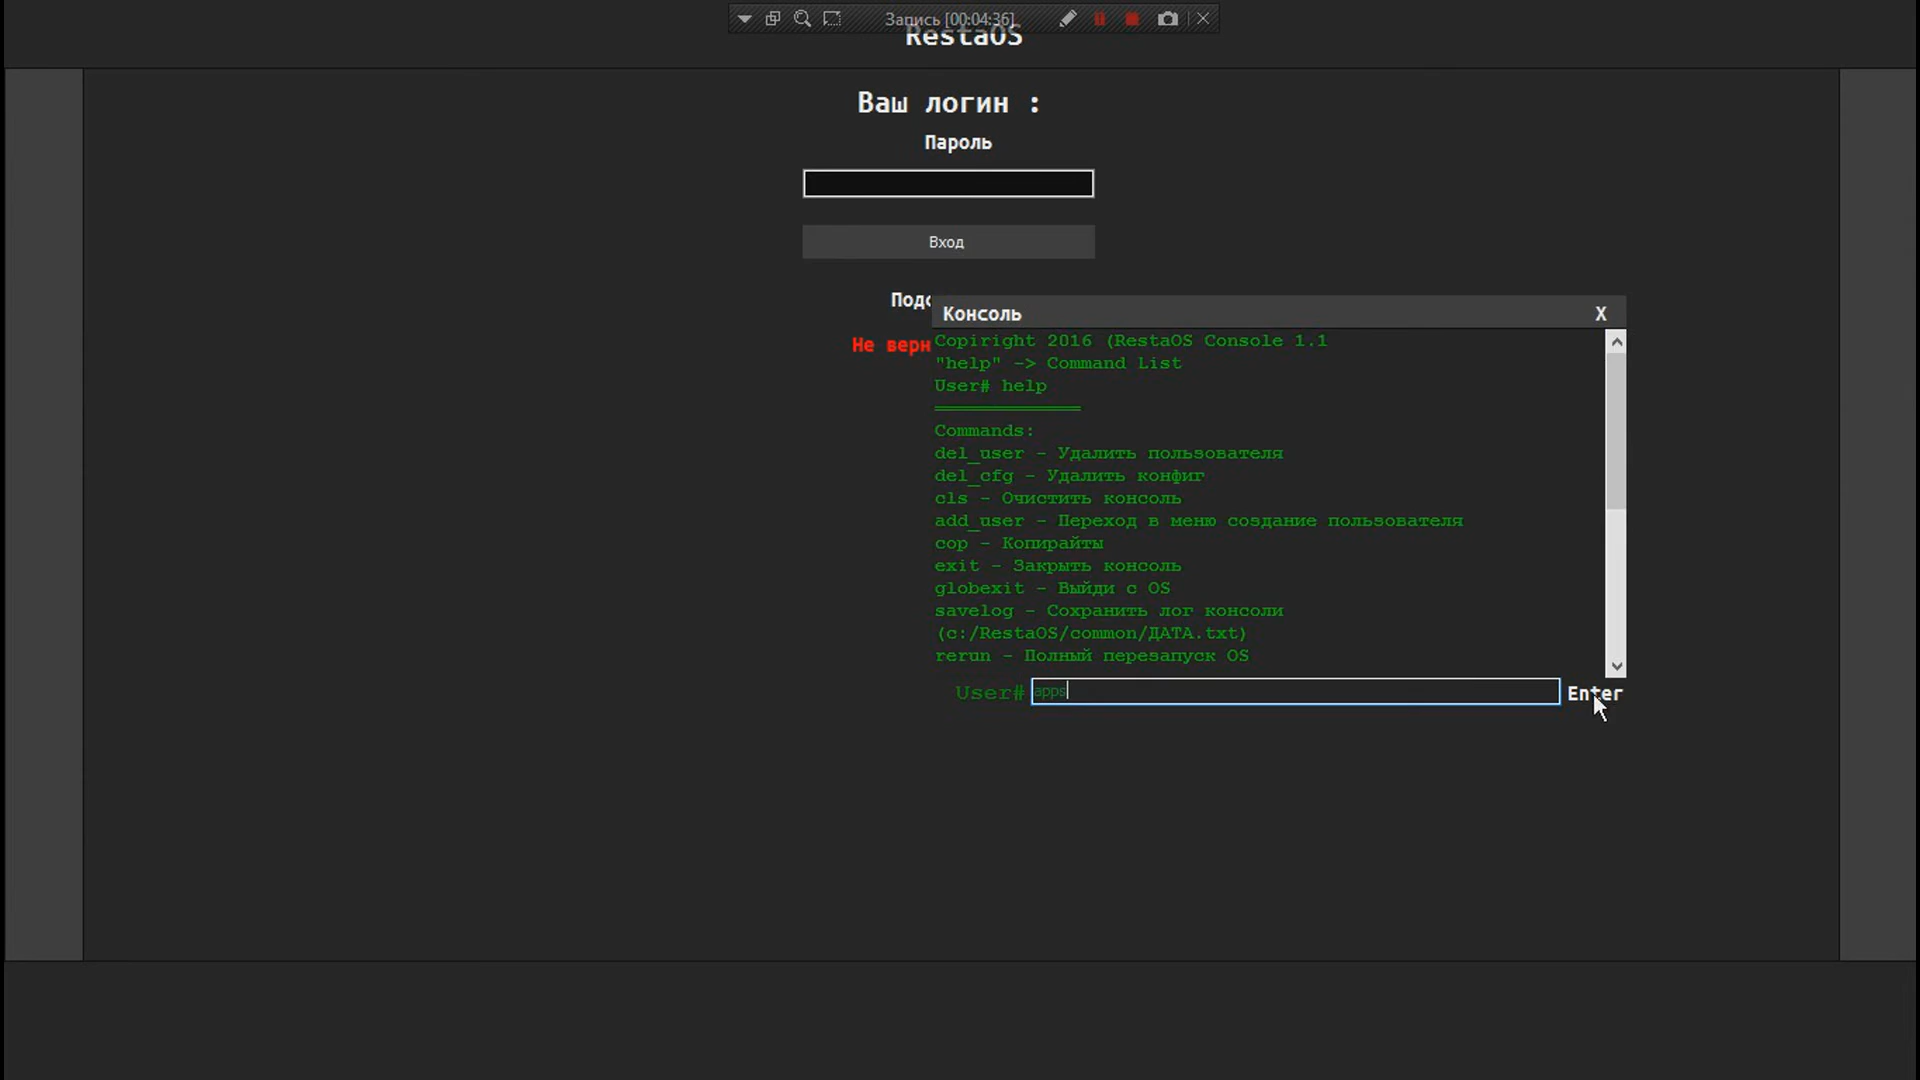 Запись [00:04:36]
RestaOS
Ваш логин :
Пароль
Вход
Консоль X
Не верн
Copiright 2016 (RestaOS Console 1.1
"help" -> Command List
User# help
═════════════
Commands:
del_user - Удалить пользователя
del_cfg - Удалить конфиг
cls - Очистить консоль
add_user - Переход в меню создание пользователя
cop - Копирайты
exit - Закрыть консоль
globexit - Выйди с OS
savelog - Сохранить лог консоли
(c:/RestaOS/common/ДАТА.txt)
rerun - Полный перезапуск OS
User# apps Enter